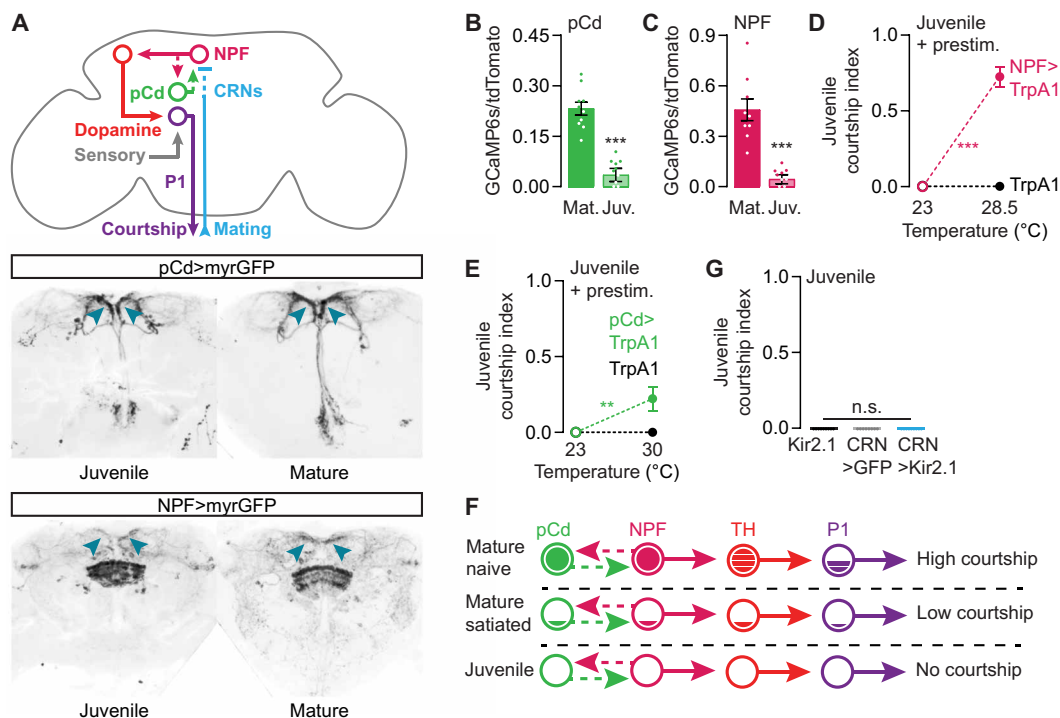 A
NPF
pCd
CRNs
Dopamine
Sensory
P1
Courtship
Mating
pCd>myrGFP
Juvenile
Mature
NPF>myrGFP
Juvenile
Mature
B
pCd
GCaMP6s/tdTomato
0.45
0.30
0.15
0.0
***
Mat. Juv.
C
NPF
GCaMP6s/tdTomato
0.9
0.6
0.3
0.0
***
Mat. Juv.
D
Juvenile
+ prestim.
Juvenile
courtship index
1.0
0.5
0.0
NPF>
TrpA1
***
TrpA1
23
28.5
Temperature (°C)
E
Juvenile
+ prestim.
Juvenile
courtship index
1.0
0.5
0.0
pCd>
TrpA1
TrpA1
**
23
30
Temperature (°C)
G
Juvenile
Juvenile
courtship index
1.0
0.5
0.0
n.s.
Kir2.1
CRN
>GFP
CRN
>Kir2.1
F
pCd
NPF
TH
P1
Mature
naive
High courtship
Mature
satiated
Low courtship
Juvenile
No courtship